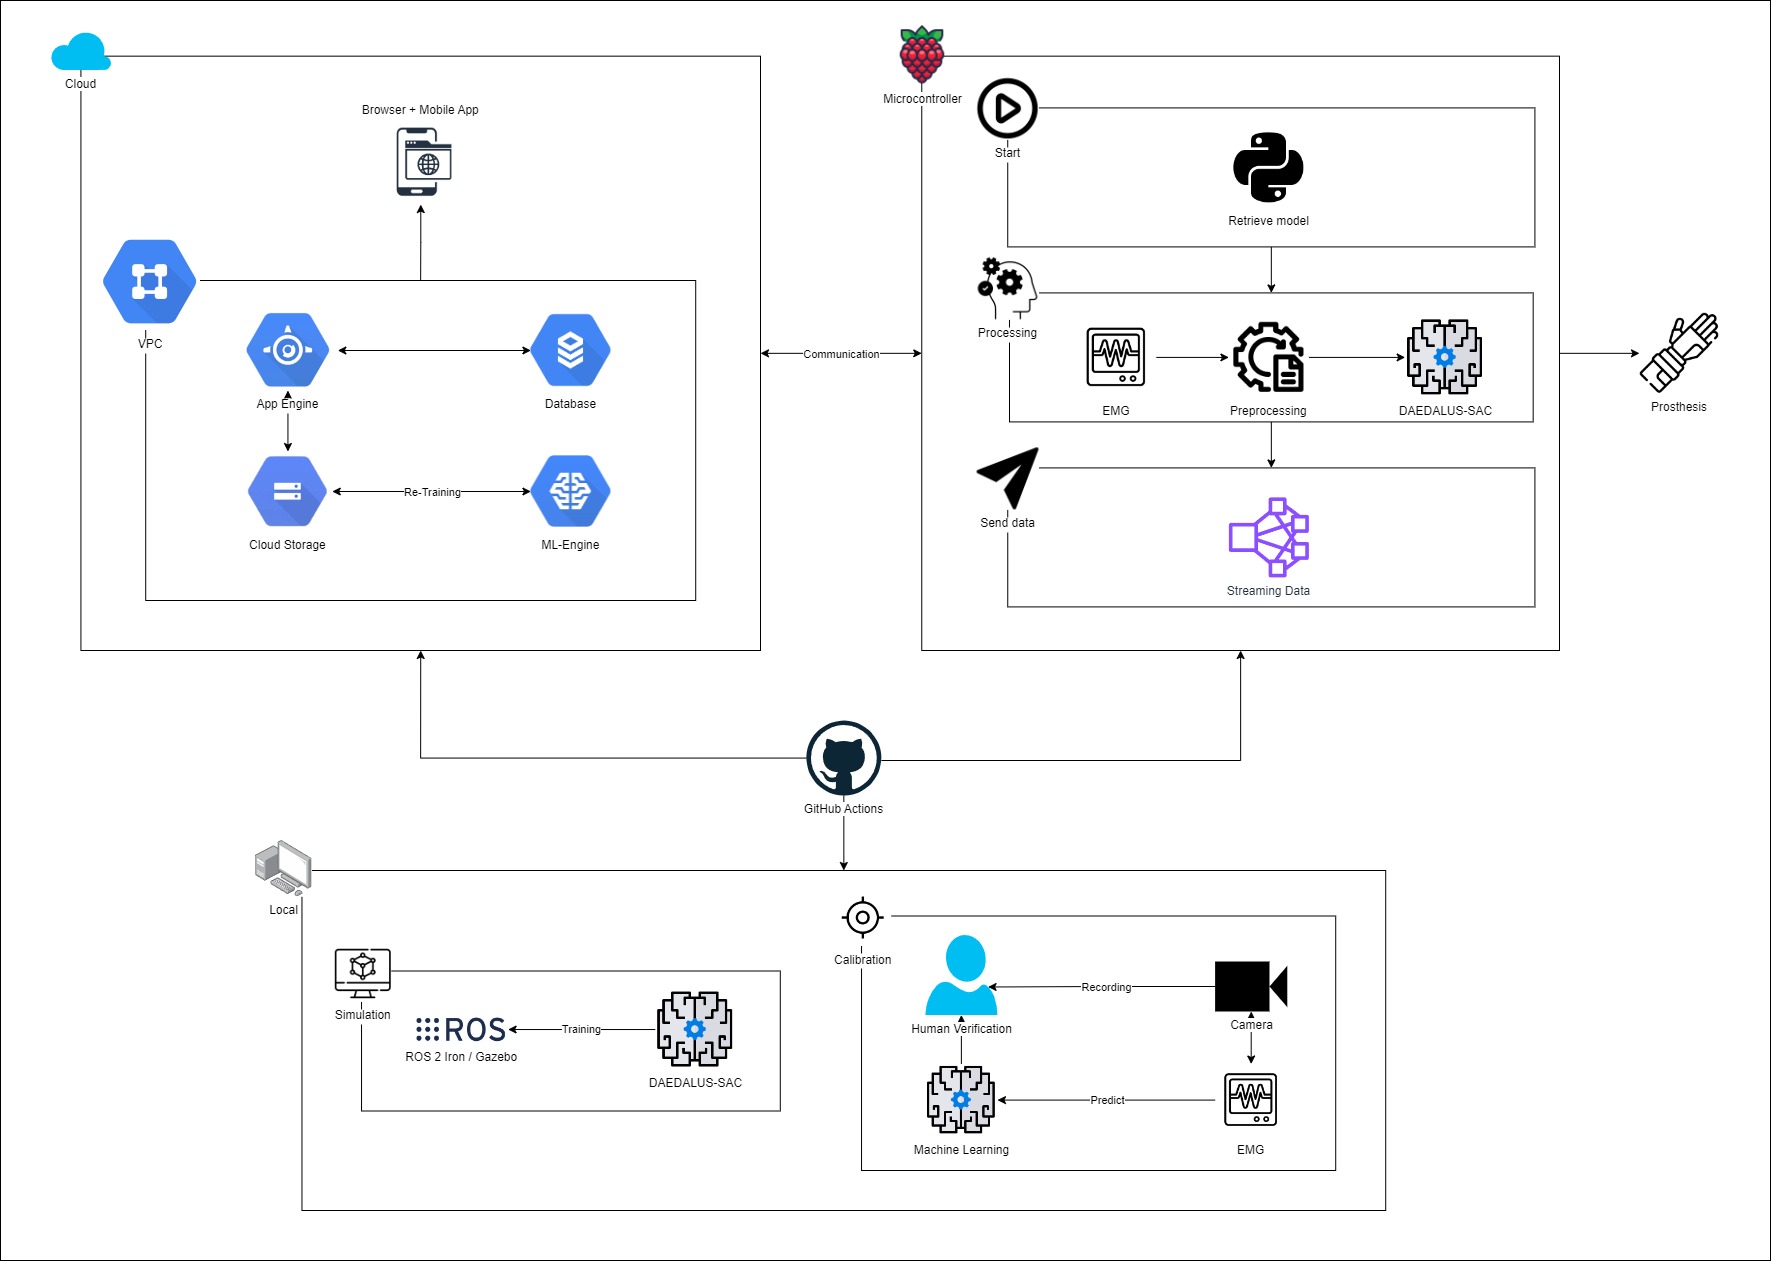 Cloud
Browser + Mobile App
VPC
App Engine
Database
Cloud Storage
Re-Training
ML-Engine
Communication
Microcontroller
Start
Retrieve model
Processing
EMG
Preprocessing
DAEDALUS-SAC
Send data
Streaming Data
Prosthesis
GitHub Actions
Local
Simulation
ROS
ROS 2 Iron / Gazebo
Training
DAEDALUS-SAC
Calibration
Human Verification
Recording
Camera
Machine Learning
Predict
EMG